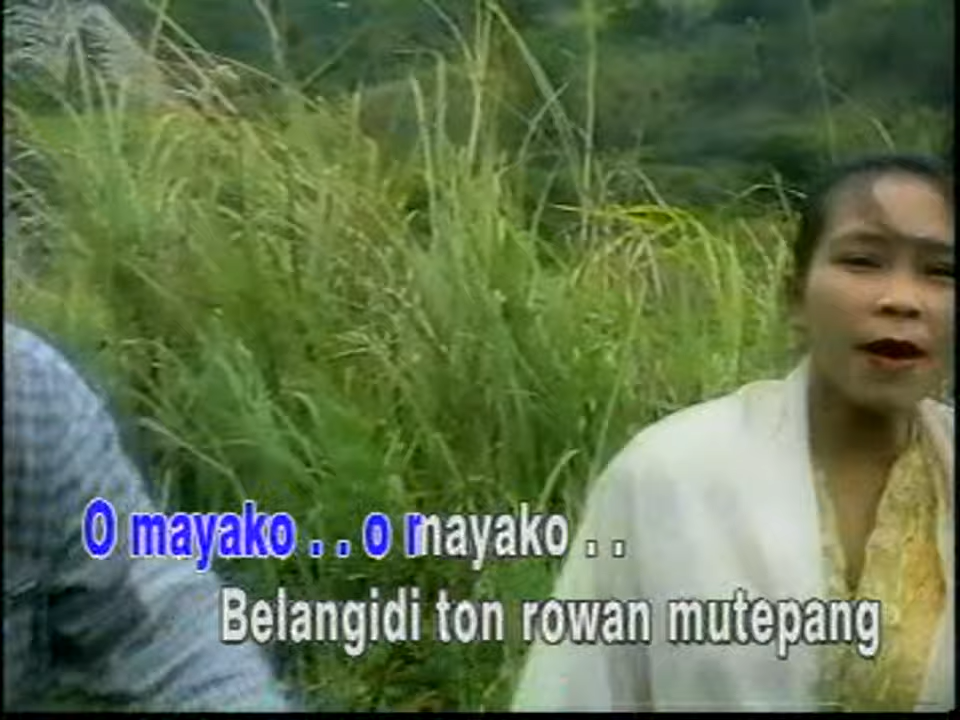 O mayako . . o mayako . .
Belangidi ton rowan mutepang